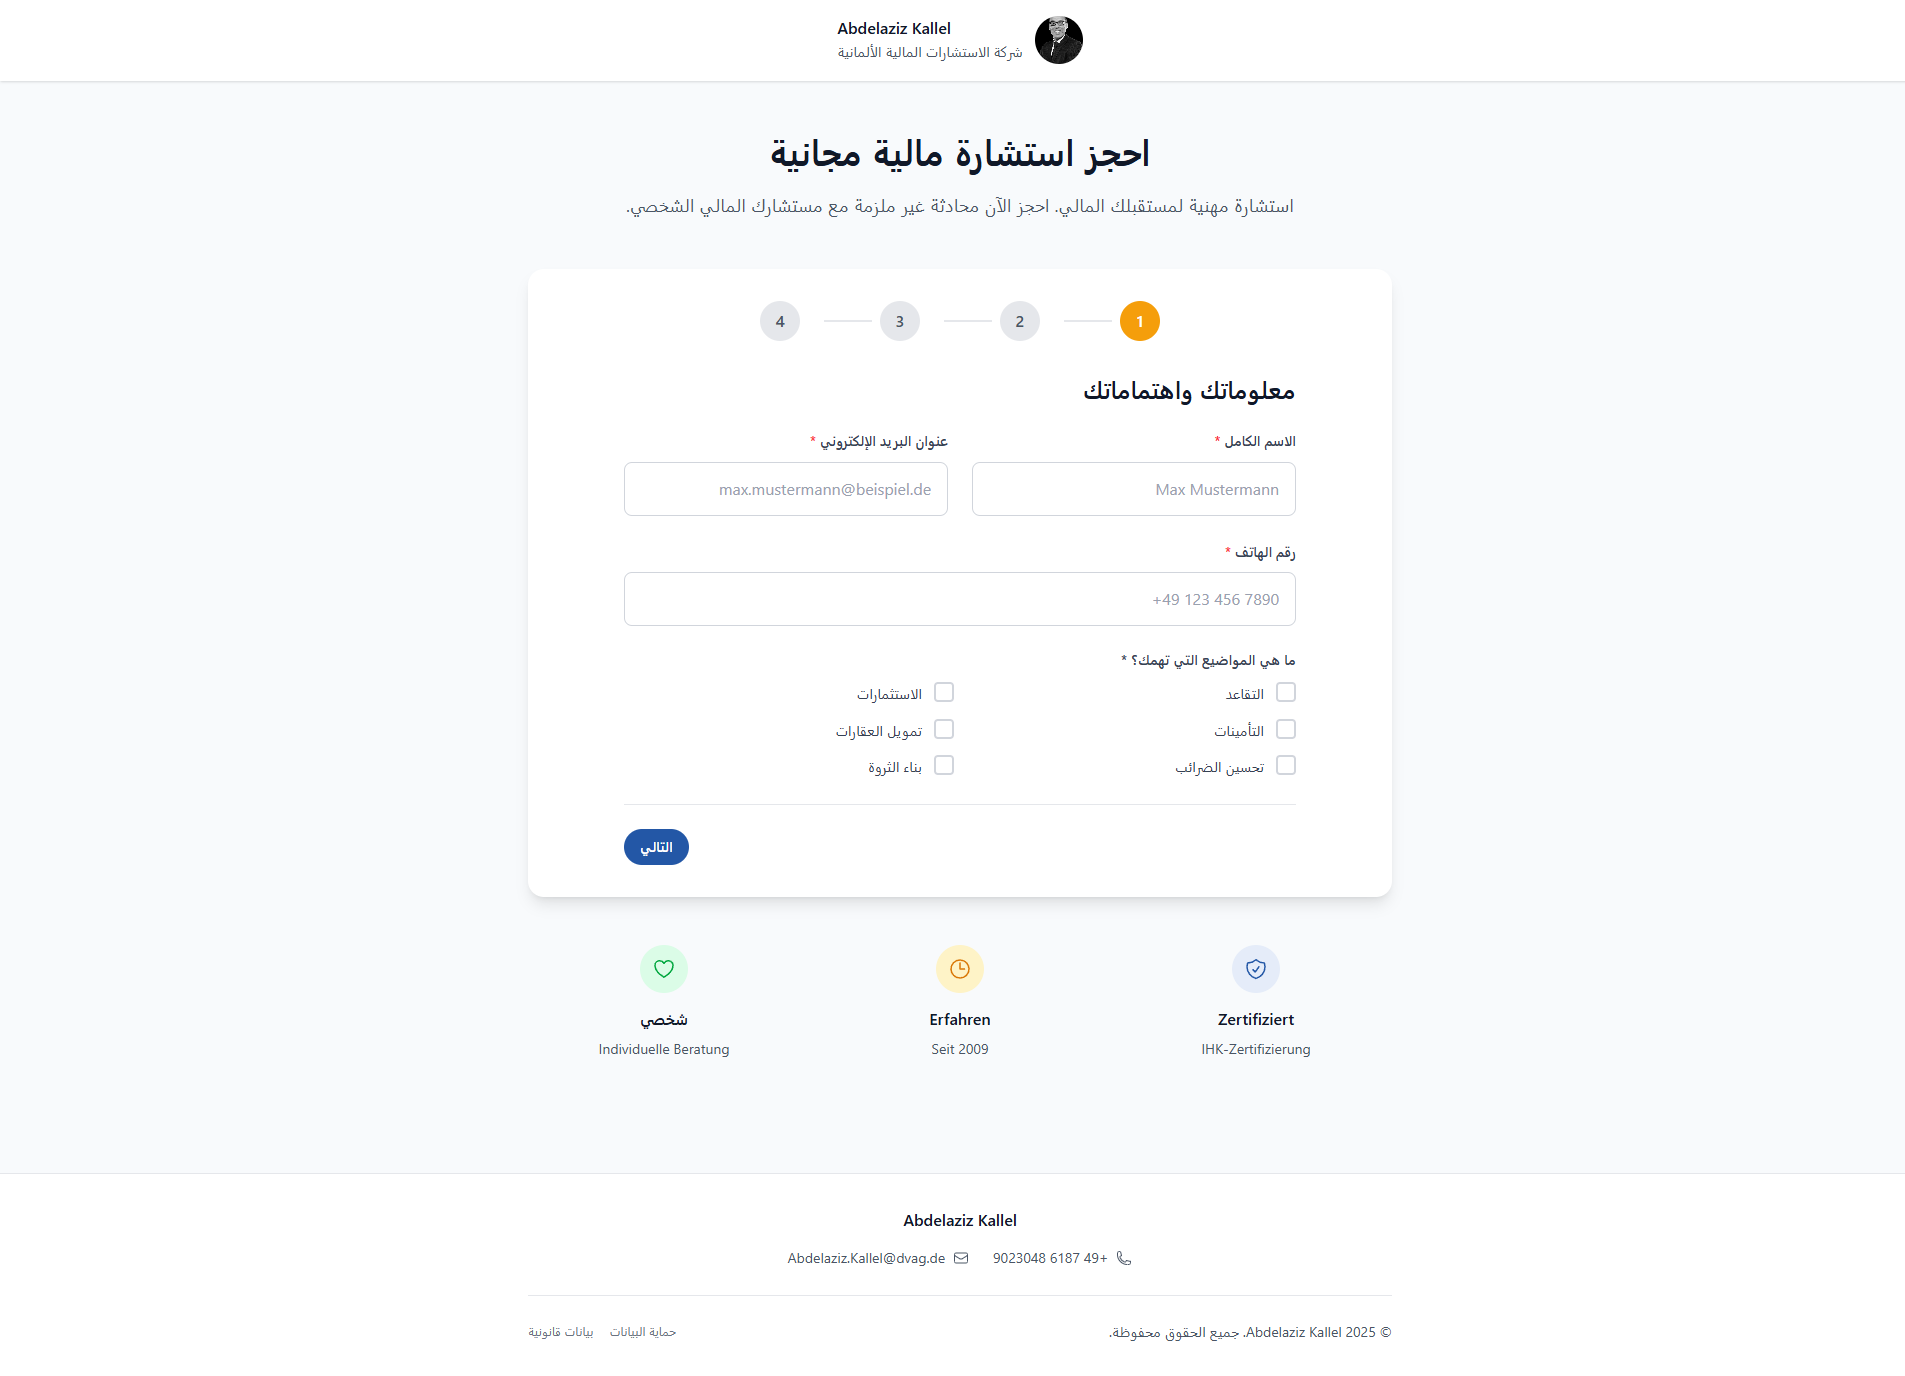 Abdelaziz Kallel
شركة الاستشارات المالية الألمانية
احجز استشارة مالية مجانية
استشارة مهنية لمستقبلك المالي. احجز الآن محادثة غير ملزمة مع مستشارك المالي الشخصي.
1 2 3 4
معلوماتك واهتماماتك
الاسم الكامل *
Max Mustermann
عنوان البريد الإلكتروني *
max.mustermann@beispiel.de
رقم الهاتف *
+49 123 456 7890
ما هي المواضيع التي تهمك؟ *
التقاعد
الاستثمارات
التأمينات
تمويل العقارات
تحسين الضرائب
بناء الثروة
التالي
Zertifiziert
IHK-Zertifizierung
Erfahren
Seit 2009
شخصي
Individuelle Beratung
Abdelaziz Kallel
9023048 6187 49+
Abdelaziz.Kallel@dvag.de
© 2025 Abdelaziz Kallel. جميع الحقوق محفوظة.
حماية البيانات
بيانات قانونية